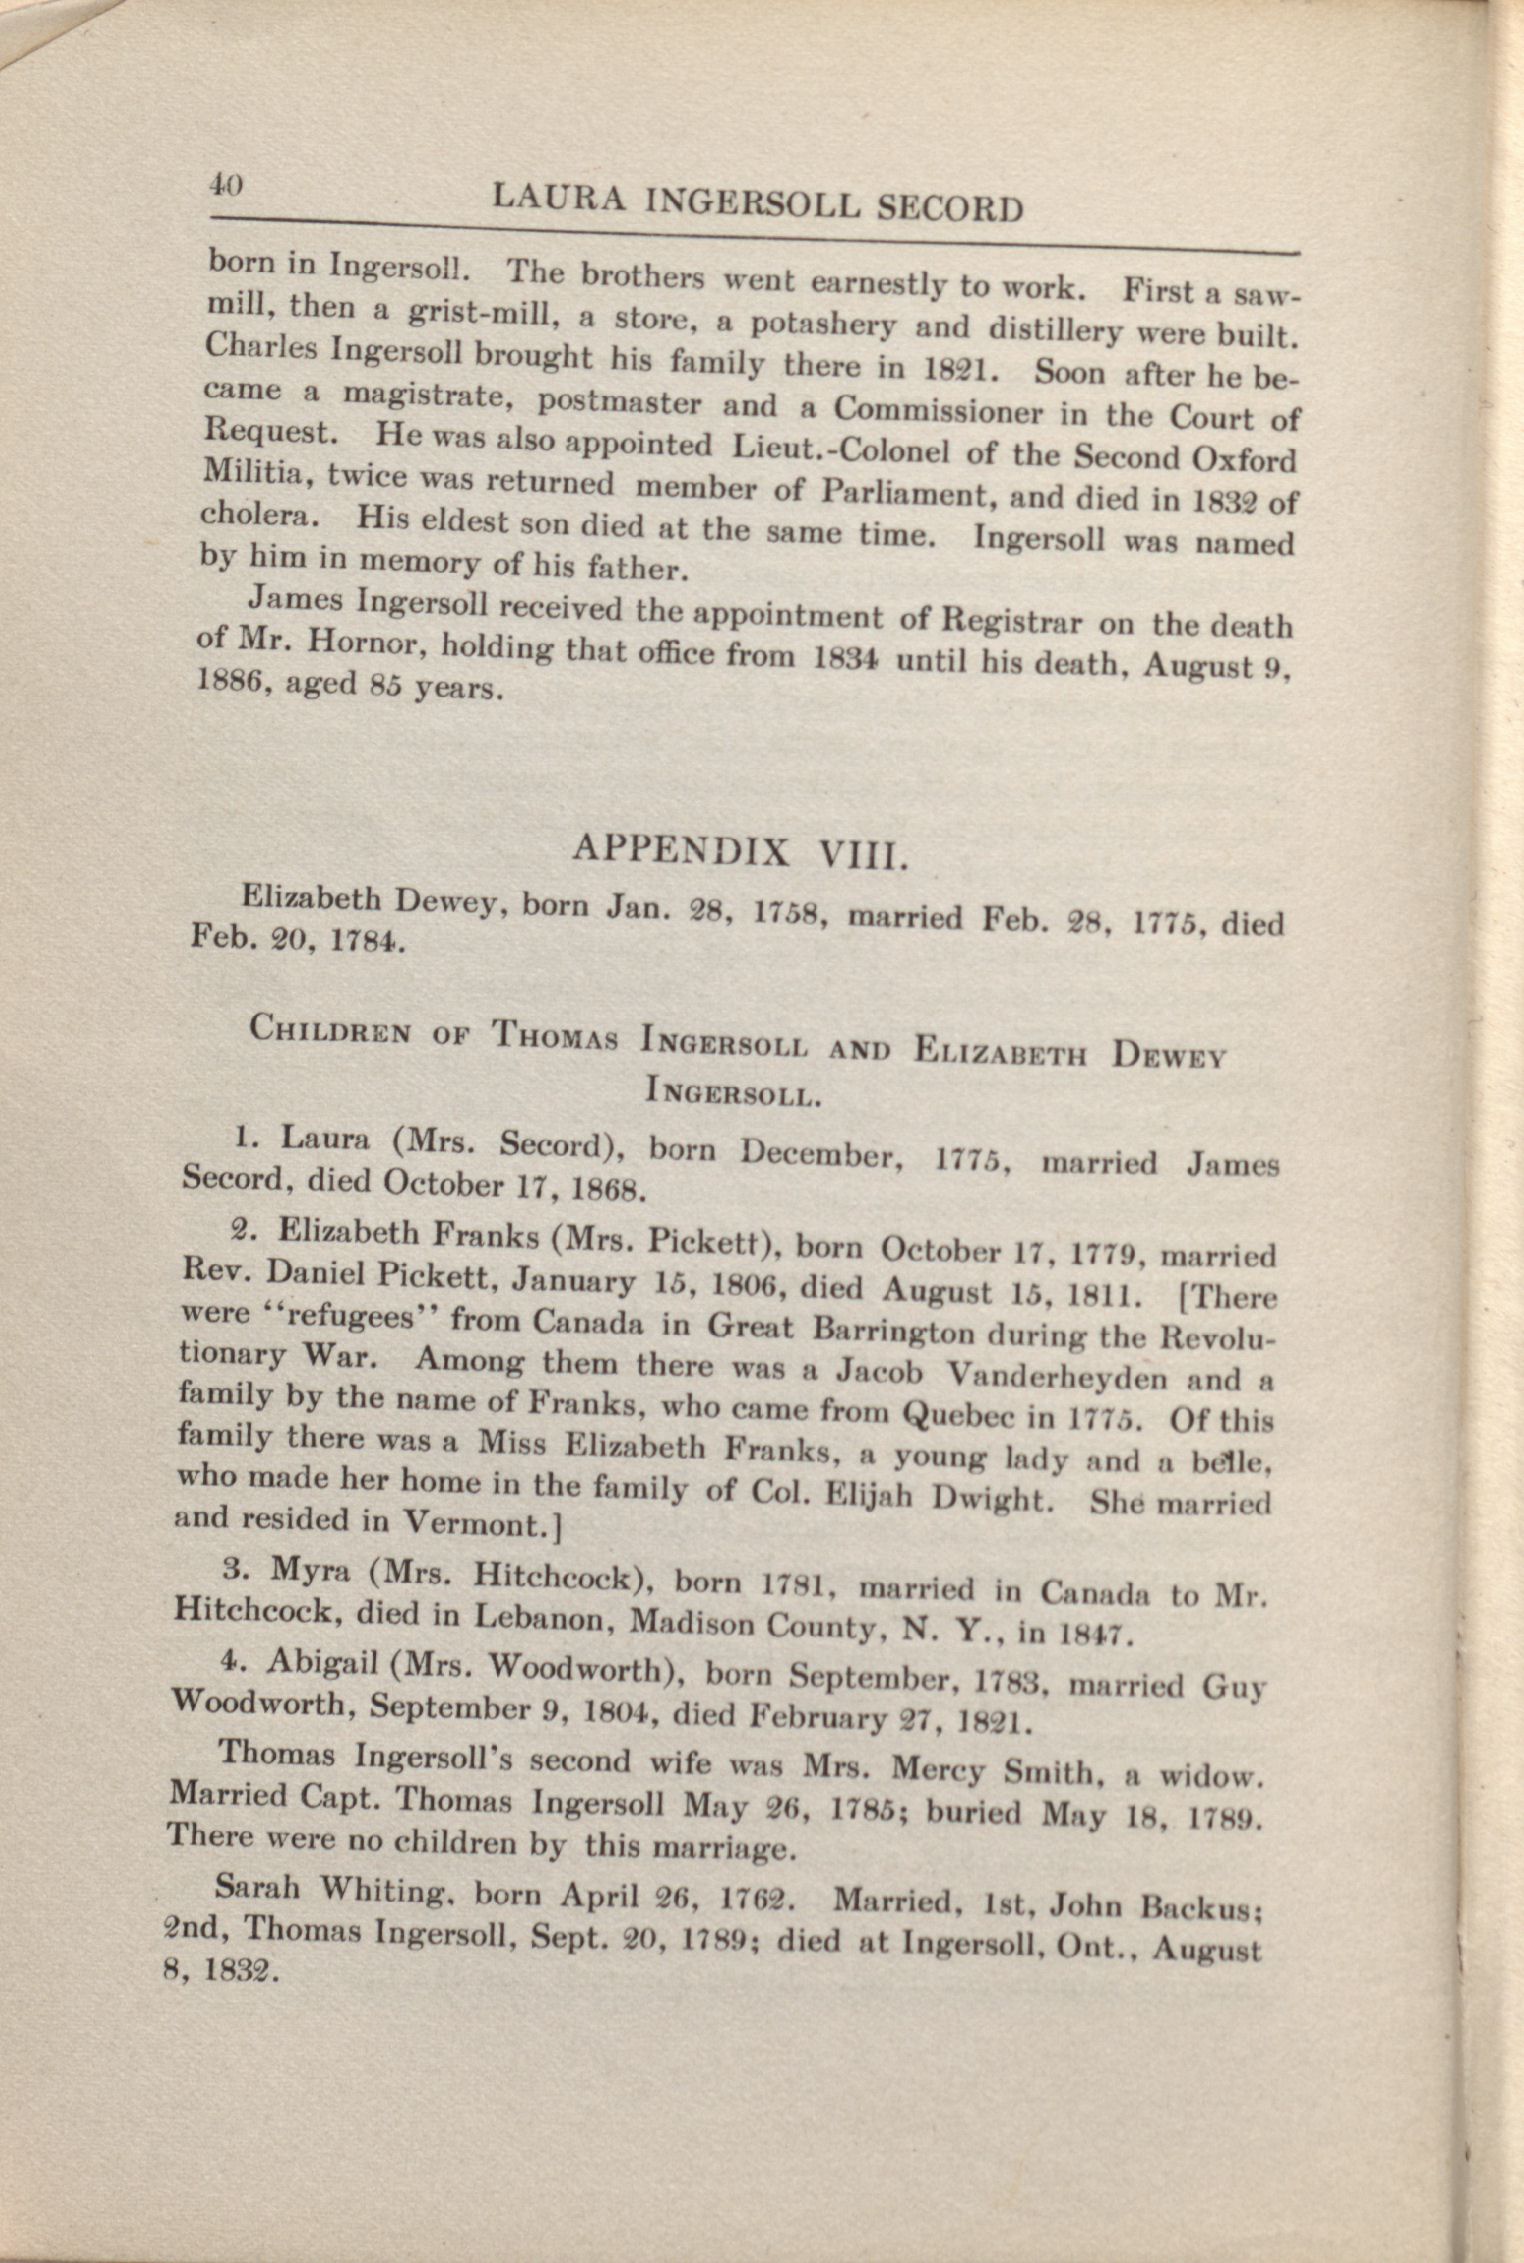 40
LAURA INGERSOLL SECORD
born in Ingersoll. The brothers went earnestly to work. First a saw-
mill, then a grist-mill, a store, a potashery and distillery were built.
Charles Ingersoll brought his family there in 1821. Soon after he be-
came a magistrate, postmaster and a Commissioner in the Court of
Request. He was also appointed Lieut.-Colonel of the Second Oxford
Militia, twice was returned member of Parliament, and died in 1832 of
cholera. His eldest son died at the same time. Ingersoll was named
by him in memory of his father.
James Ingersoll received the appointment of Registrar on the death
of Mr. Hornor, holding that office from 1834 until his death, August 9,
1886, aged 85 years.
APPENDIX VIII.
Elizabeth Dewey, born Jan. 28, 1758, married Feb. 28, 1775, died
Feb. 20, 1784.
CHILDREN OF THOMAS INGERSOLL AND ELIZABETH DEWEY
INGERSOLL.
1. Laura (Mrs. Secord), born December, 1775, married James
Secord, died October 17, 1868.
2. Elizabeth Franks (Mrs. Pickett), born October 17, 1779, married
Rev. Daniel Pickett, January 15, 1806, died August 15, 1811. [There
were "refugees" from Canada in Great Barrington during the Revolu-
tionary War. Among them there was a Jacob Vanderheyden and a
family by the name of Franks, who came from Quebec in 1775. Of this
family there was a Miss Elizabeth Franks, a young lady and a belle,
who made her home in the family of Col. Elijah Dwight. She married
and resided in Vermont.]
3. Myra (Mrs. Hitchcock), born 1781, married in Canada to Mr.
Hitchcock, died in Lebanon, Madison County, N. Y., in 1847.
4. Abigail (Mrs. Woodworth), born September, 1783, married Guy
Woodworth, September 9, 1804, died February 27, 1821.
Thomas Ingersoll's second wife was Mrs. Mercy Smith, a widow.
Married Capt. Thomas Ingersoll May 26, 1785; buried May 18, 1789.
There were no children by this marriage.
Sarah Whiting, born April 26, 1762. Married, 1st, John Backus;
2nd, Thomas Ingersoll, Sept. 20, 1789; died at Ingersoll, Ont., August
8, 1832.